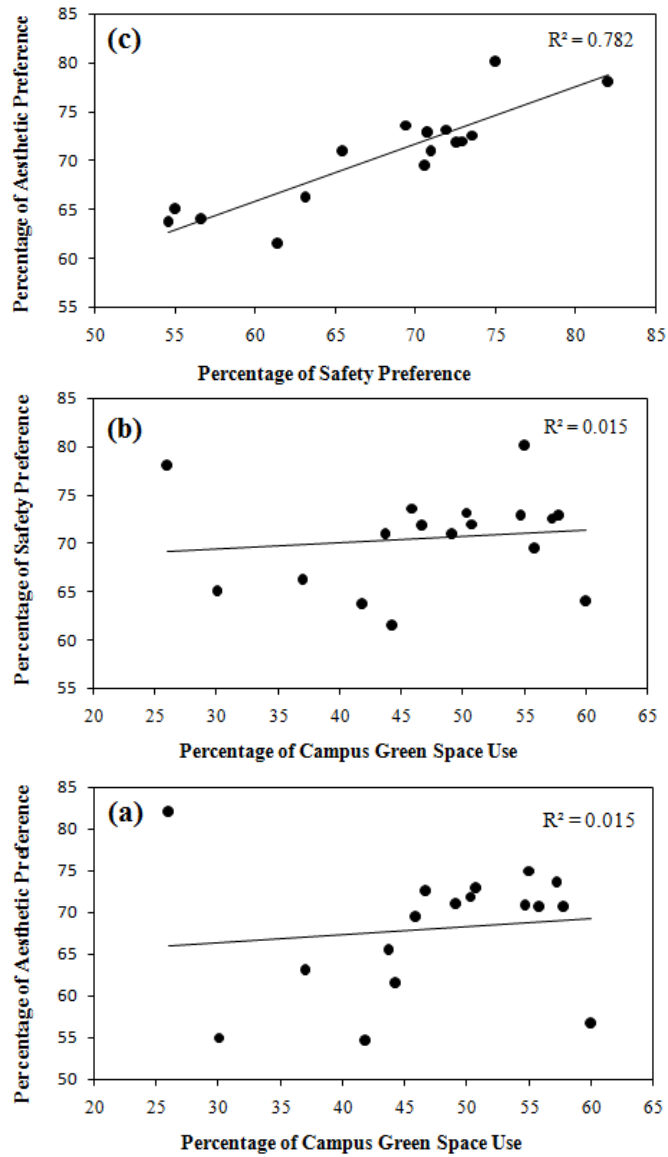 (c)
R² = 0.782
Percentage of Aesthetic Preference
85
80
75
70
65
60
55
50 55 60 65 70 75 80 85
Percentage of Safety Preference
(b)
R² = 0.015
Percentage of Safety Preference
85
80
75
70
65
60
55
20 25 30 35 40 45 50 55 60 65
Percentage of Campus Green Space Use
(a)
R² = 0.015
Percentage of Aesthetic Preference
85
80
75
70
65
60
55
50
20 25 30 35 40 45 50 55 60 65
Percentage of Campus Green Space Use